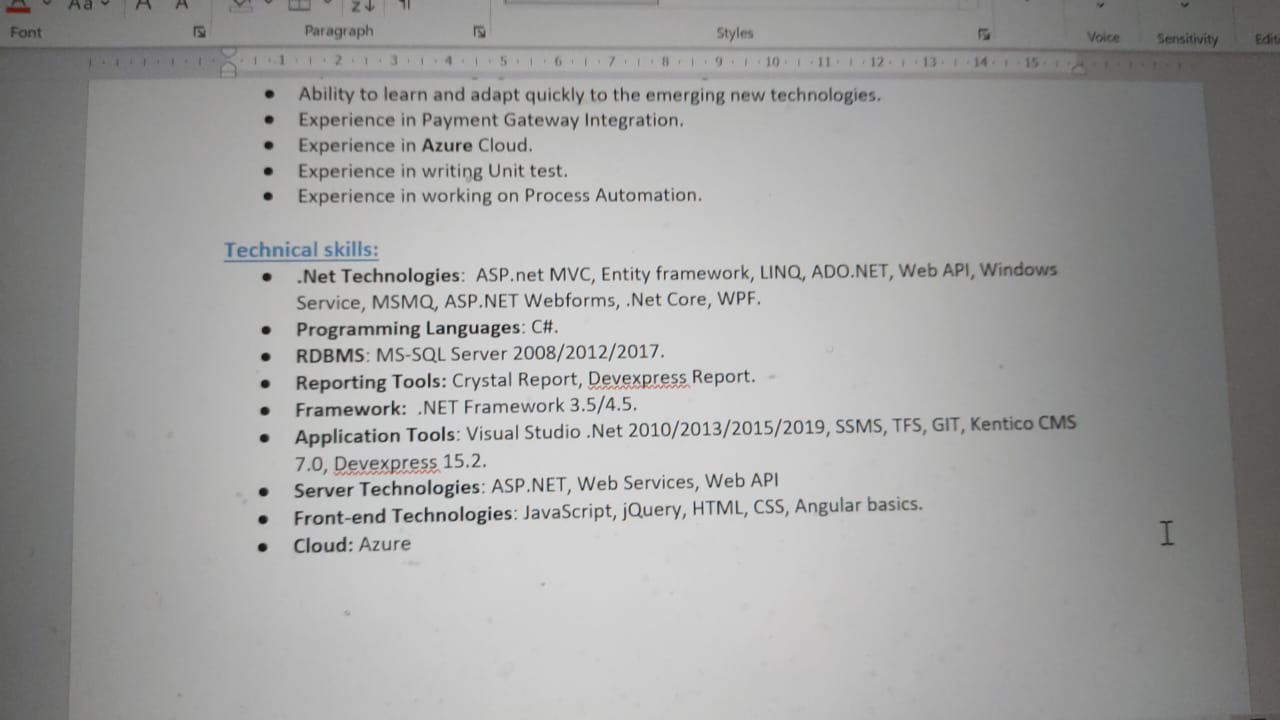 Aa
A A
Font
Paragraph
Styles
Voice
Sensitivity
1 2 3 4 5 6 7 8 9 10 11 12 13 14 15
• Ability to learn and adapt quickly to the emerging new technologies.
• Experience in Payment Gateway Integration.
• Experience in Azure Cloud.
• Experience in writing Unit test.
• Experience in working on Process Automation.
Technical skills:
• .Net Technologies: ASP.net MVC, Entity framework, LINQ, ADO.NET, Web API, Windows
Service, MSMQ, ASP.NET Webforms, .Net Core, WPF.
• Programming Languages: C#.
• RDBMS: MS-SQL Server 2008/2012/2017.
• Reporting Tools: Crystal Report, Devexpress Report.
• Framework: .NET Framework 3.5/4.5.
• Application Tools: Visual Studio .Net 2010/2013/2015/2019, SSMS, TFS, GIT, Kentico CMS
7.0, Devexpress 15.2.
• Server Technologies: ASP.NET, Web Services, Web API
• Front-end Technologies: JavaScript, jQuery, HTML, CSS, Angular basics.
• Cloud: Azure